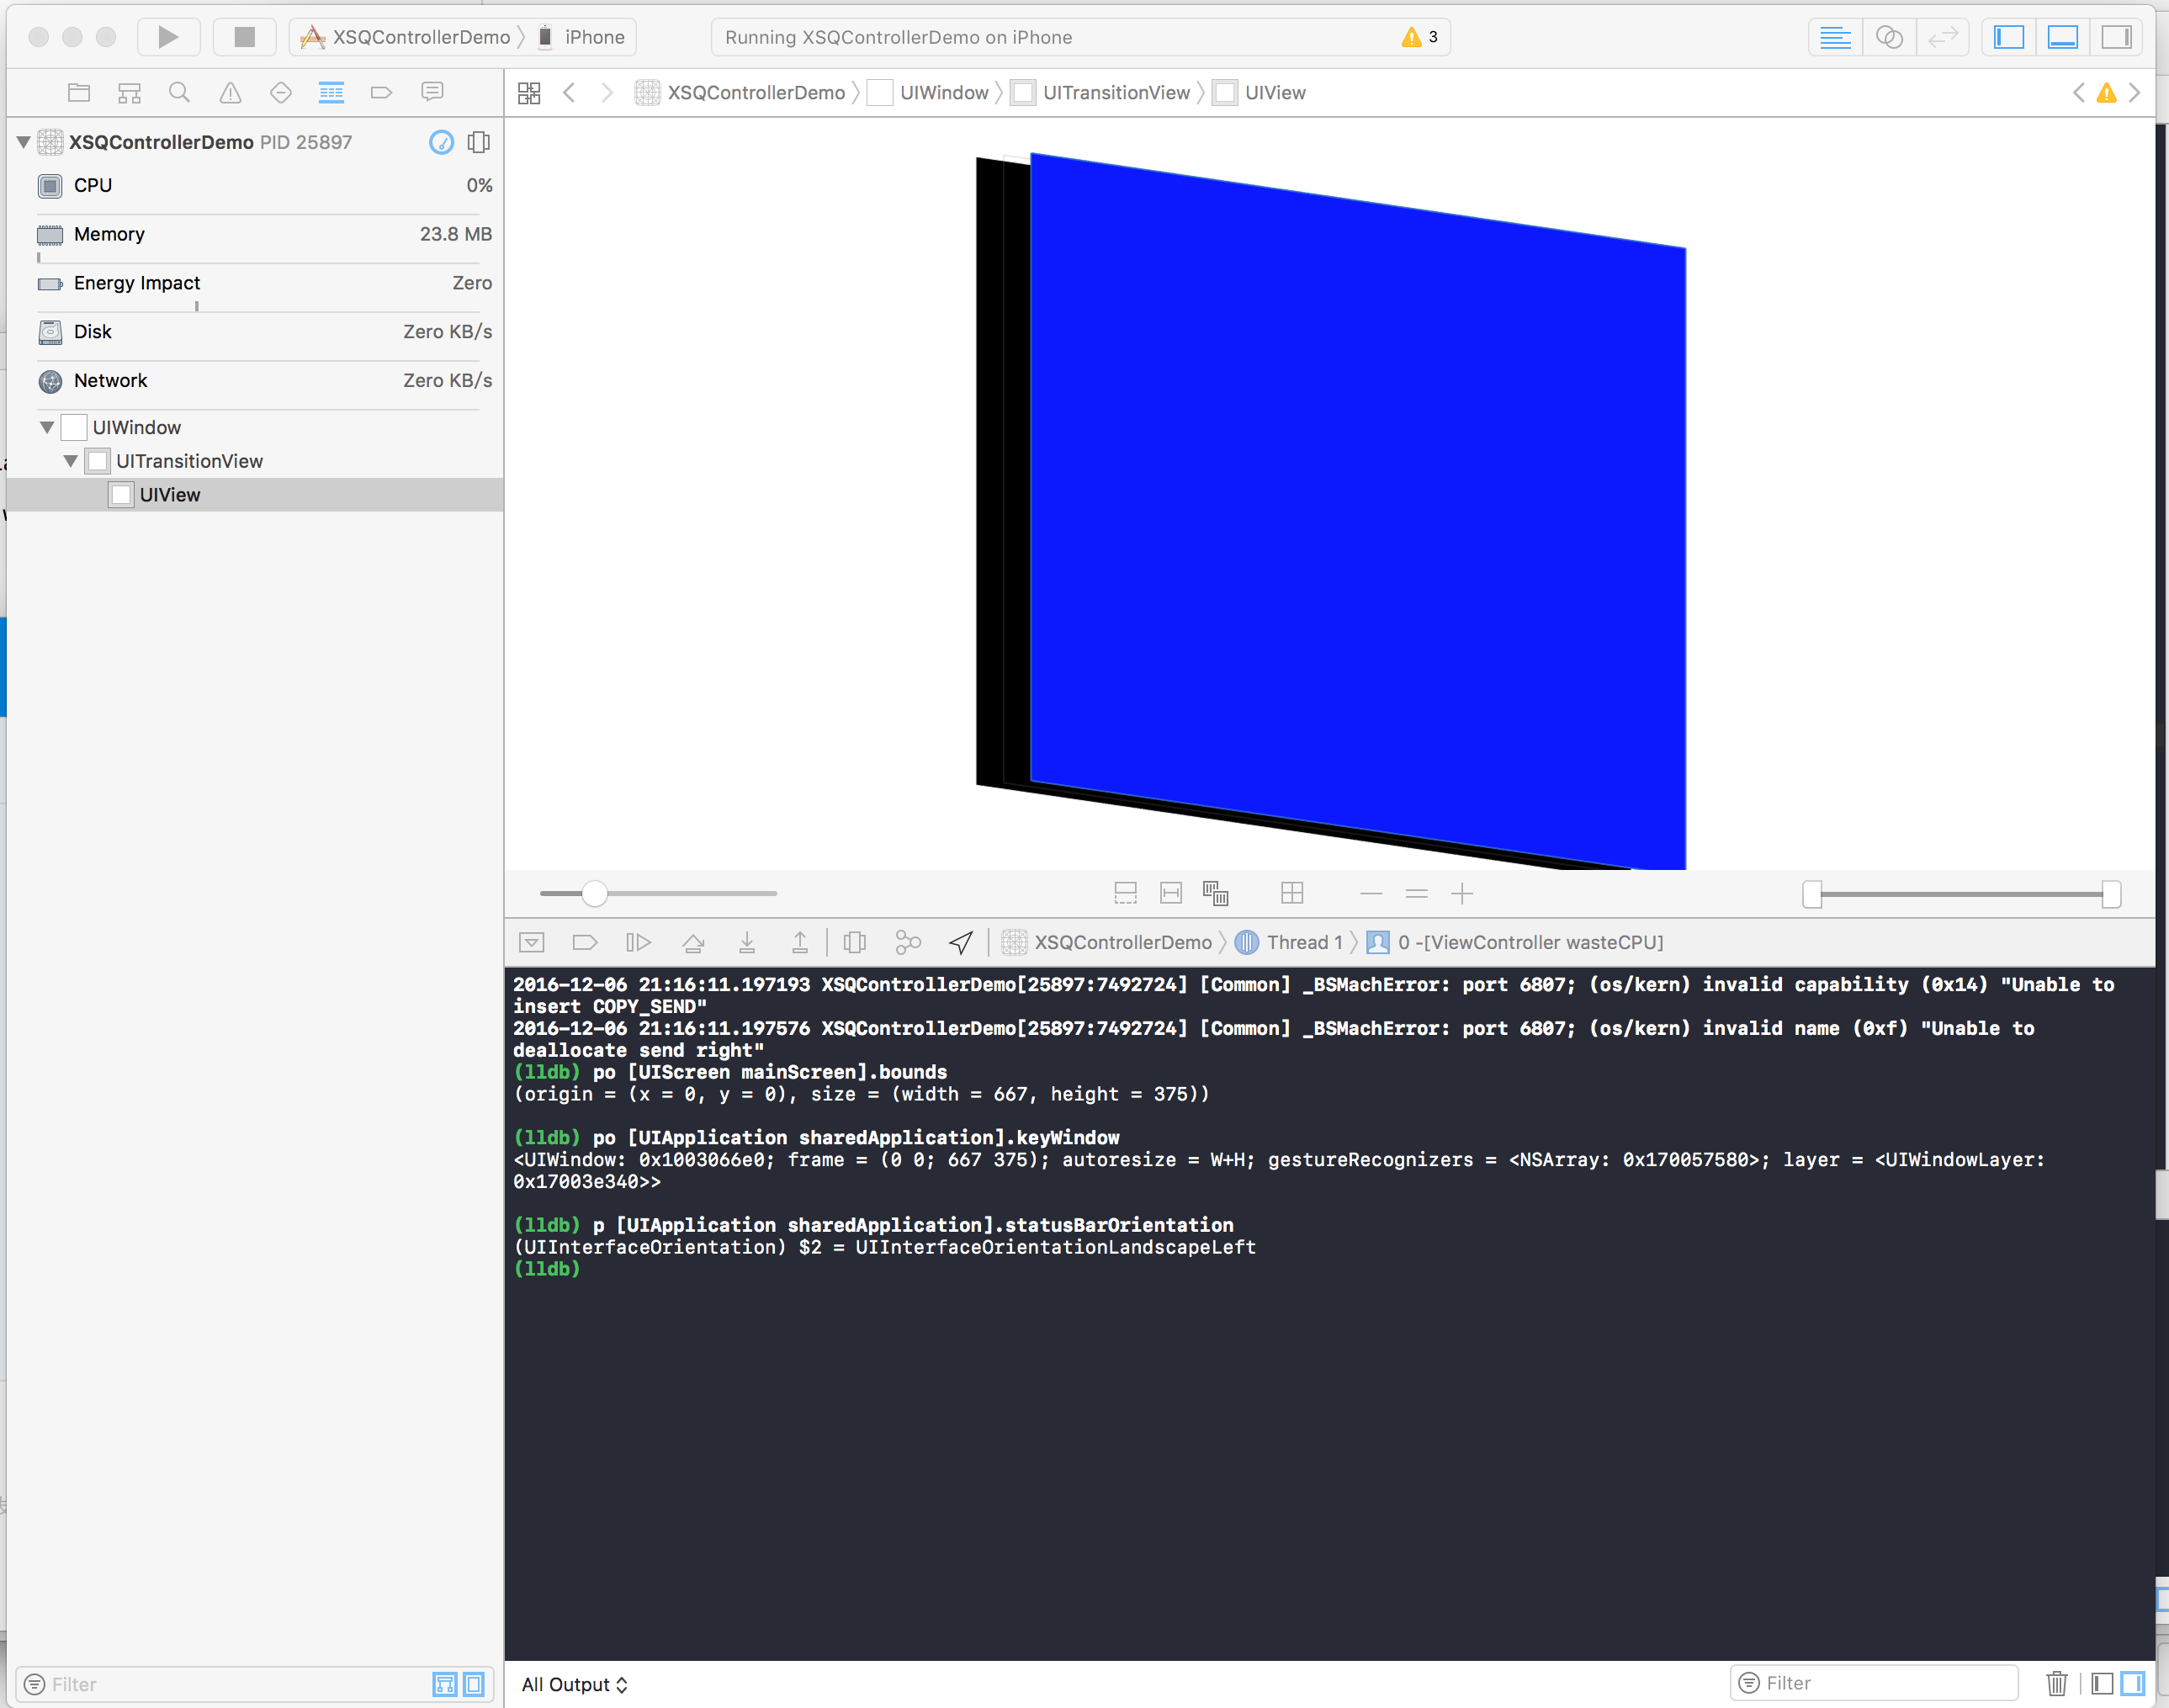 XSQControllerDemo iPhone
Running XSQControllerDemo on iPhone 3
XSQControllerDemo UIWindow UITransitionView UIView
XSQControllerDemo PID 25897
CPU 0%
Memory 23.8 MB
Energy Impact Zero
Disk Zero KB/s
Network Zero KB/s
UIWindow
UITransitionView
UIView
XSQControllerDemo Thread 1 0 -[ViewController wasteCPU]
2016-12-06 21:16:11.197193 XSQControllerDemo[25897:7492724] [Common] _BSMachError: port 6807; (os/kern) invalid capability (0x14) "Unable to
insert COPY_SEND"
2016-12-06 21:16:11.197576 XSQControllerDemo[25897:7492724] [Common] _BSMachError: port 6807; (os/kern) invalid name (0xf) "Unable to
deallocate send right"
(lldb) po [UIScreen mainScreen].bounds
(origin = (x = 0, y = 0), size = (width = 667, height = 375))
(lldb) po [UIApplication sharedApplication].keyWindow
<UIWindow: 0x1003066e0; frame = (0 0; 667 375); autoresize = W+H; gestureRecognizers = <NSArray: 0x170057580>; layer = <UIWindowLayer:
0x17003e340>>
(lldb) p [UIApplication sharedApplication].statusBarOrientation
(UIInterfaceOrientation) $2 = UIInterfaceOrientationLandscapeLeft
(lldb)
Filter
All Output
Filter